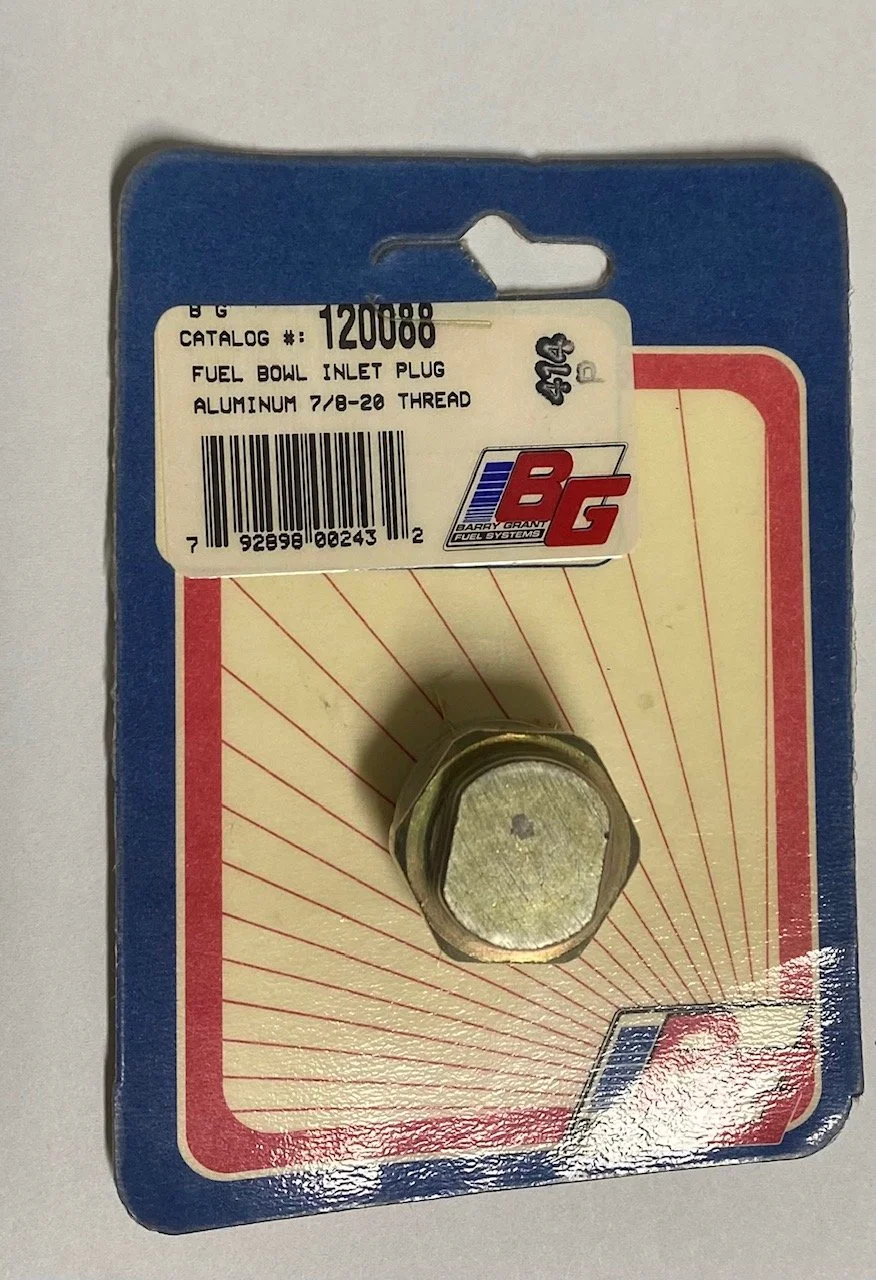 B G
CATALOG #: 120088
FUEL BOWL INLET PLUG
ALUMINUM 7/8-20 THREAD
414
P
7 92898 00243 2
BG
BARRY GRANT
FUEL SYSTEMS